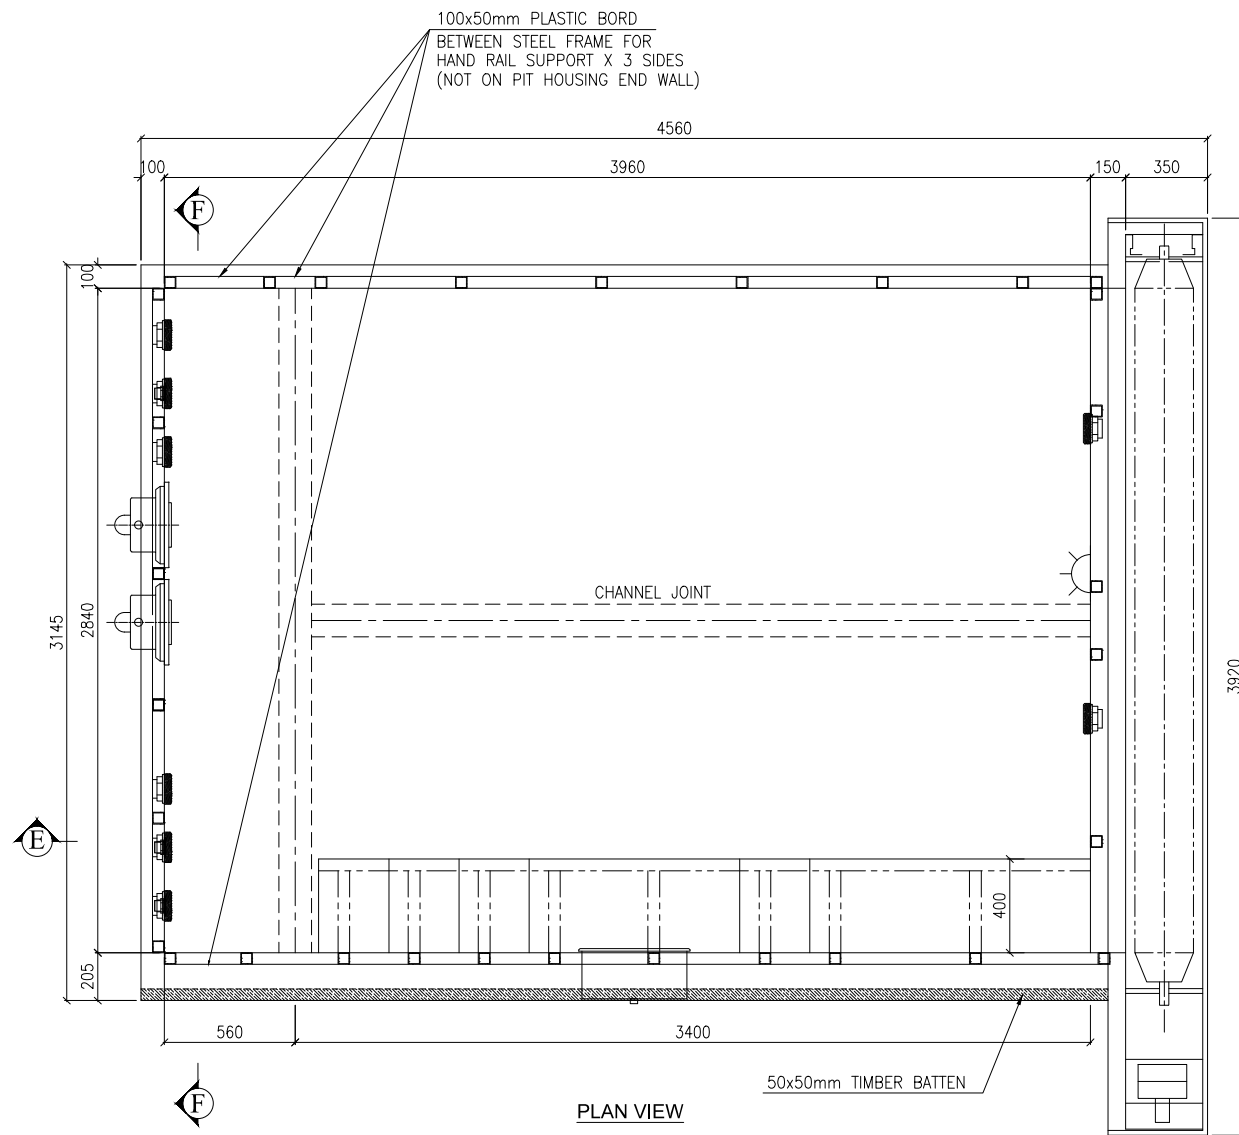 100x50mm PLASTIC BORD
BETWEEN STEEL FRAME FOR
HAND RAIL SUPPORT X 3 SIDES
(NOT ON PIT HOUSING END WALL)
4560
100
3960
150
350
F
100
CHANNEL JOINT
3145
2840
3920
E
400
205
560
3400
50x50mm TIMBER BATTEN
F
PLAN VIEW